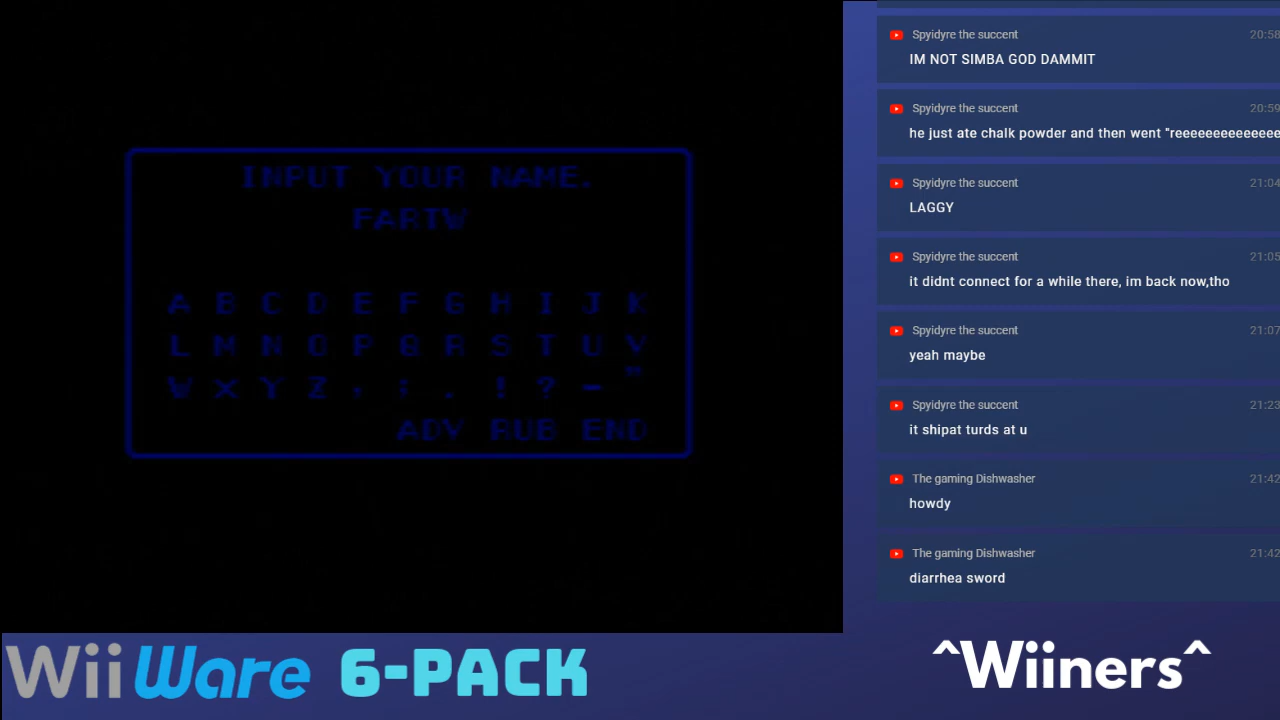 INPUT YOUR NAME.
FARTW
A B C D E F G H I J K
L M N O P Q R S T U V
W X Y Z , ; . ! ? - "
ADV RUB END
Spyidyre the succent 20:58
IM NOT SIMBA GOD DAMMIT
Spyidyre the succent 20:59
he just ate chalk powder and then went "reeeeeeeeeeeee
Spyidyre the succent 21:04
LAGGY
Spyidyre the succent 21:05
it didnt connect for a while there, im back now,tho
Spyidyre the succent 21:07
yeah maybe
Spyidyre the succent 21:23
it shipat turds at u
The gaming Dishwasher 21:42
howdy
The gaming Dishwasher 21:42
diarrhea sword
WiiWare 6-PACK
^Wiiners^